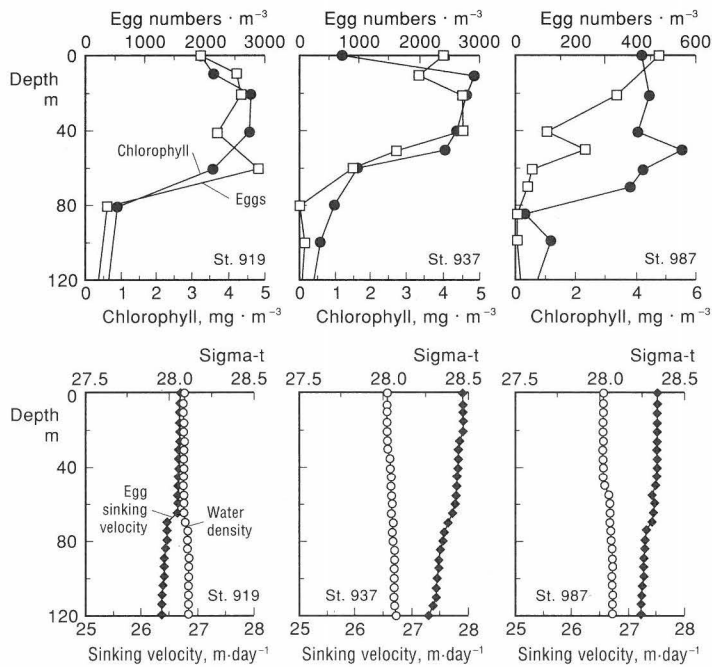 Egg numbers · m⁻³ Egg numbers · m⁻³ Egg numbers · m⁻³
0 1000 2000 3000 0 1000 2000 3000 0 200 400 600
Depth
m
0
40
80
120
Chlorophyll
Eggs
St. 919 St. 937 St. 987
0 1 2 3 4 5 0 1 2 3 4 5 0 2 4 6
Chlorophyll, mg · m⁻³ Chlorophyll, mg · m⁻³ Chlorophyll, mg · m⁻³
Sigma-t Sigma-t Sigma-t
27.5 28.0 28.5 27.5 28.0 28.5 27.5 28.0 28.5
Depth
m
0
40
80
120
Egg
sinking
velocity
Water
density
St. 919 St. 937 St. 987
25 26 27 28 25 26 27 28 25 26 27 28
Sinking velocity, m·day⁻¹ Sinking velocity, m·day⁻¹ Sinking velocity, m·day⁻¹